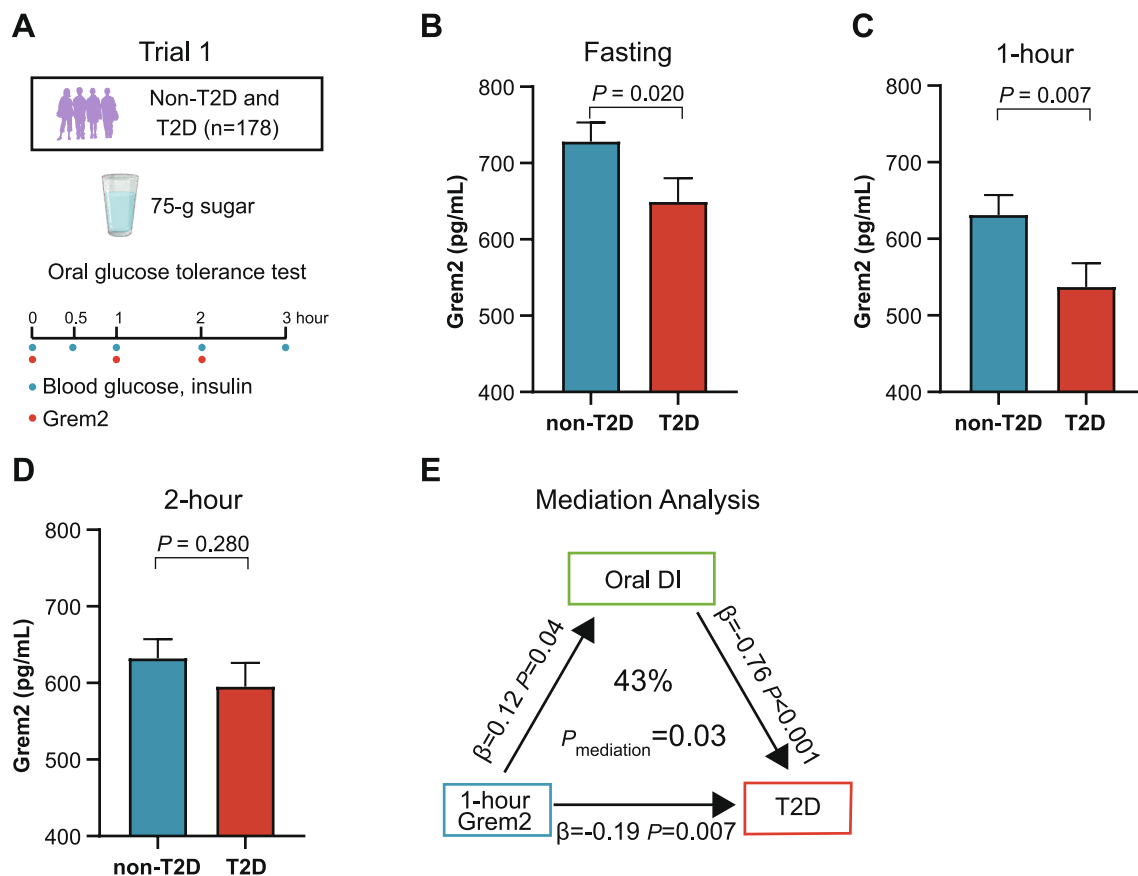 A
Trial 1
Non-T2D and
T2D (n=178)
75-g sugar
Oral glucose tolerance test
0 0.5 1 2 3 hour
Blood glucose, insulin
Grem2
B
Fasting
P = 0.020
800
700
600
500
400
Grem2 (pg/mL)
non-T2D T2D
C
1-hour
P = 0.007
800
700
600
500
400
Grem2 (pg/mL)
non-T2D T2D
D
2-hour
P = 0.280
800
700
600
500
400
Grem2 (pg/mL)
non-T2D T2D
E
Mediation Analysis
Oral DI
β=0.12 P=0.04
β=-0.76 P<0.001
43%
Pmediation=0.03
1-hour
Grem2
T2D
β=-0.19 P=0.007